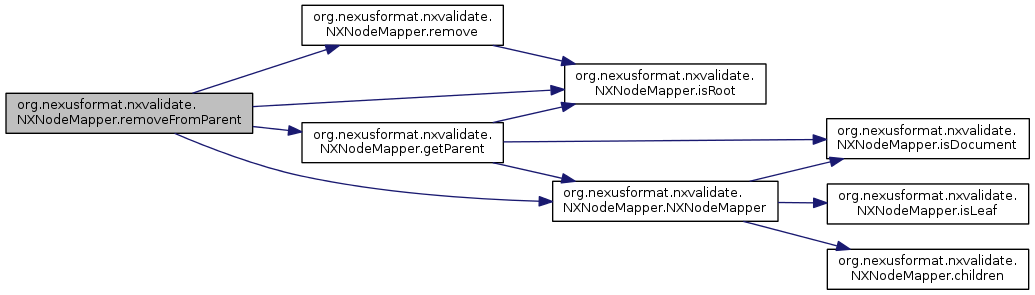 org.nexusformat.nxvalidate.
NXNodeMapper.remove
org.nexusformat.nxvalidate.
NXNodeMapper.isRoot
org.nexusformat.nxvalidate.
NXNodeMapper.removeFromParent
org.nexusformat.nxvalidate.
NXNodeMapper.getParent
org.nexusformat.nxvalidate.
NXNodeMapper.isDocument
org.nexusformat.nxvalidate.
NXNodeMapper.NXNodeMapper
org.nexusformat.nxvalidate.
NXNodeMapper.isLeaf
org.nexusformat.nxvalidate.
NXNodeMapper.children